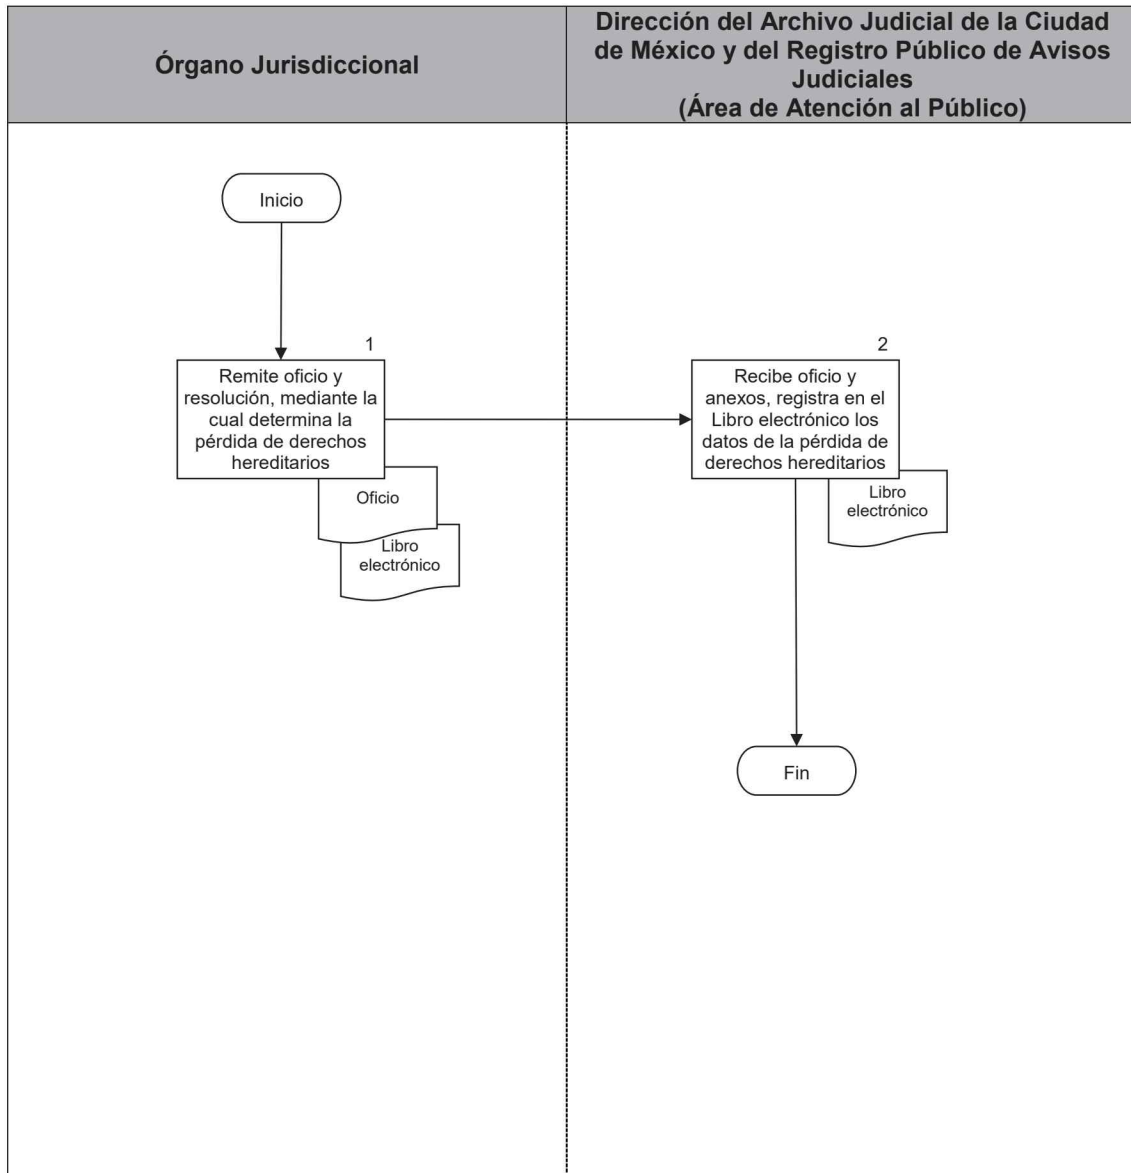 Órgano Jurisdiccional
Dirección del Archivo Judicial de la Ciudad
de México y del Registro Público de Avisos
Judiciales
(Área de Atención al Público)
Inicio
1
Remite oficio y
resolución, mediante la
cual determina la
pérdida de derechos
hereditarios
Oficio
Libro
electrónico
2
Recibe oficio y
anexos, registra en el
Libro electrónico los
datos de la pérdida de
derechos hereditarios
Libro
electrónico
Fin